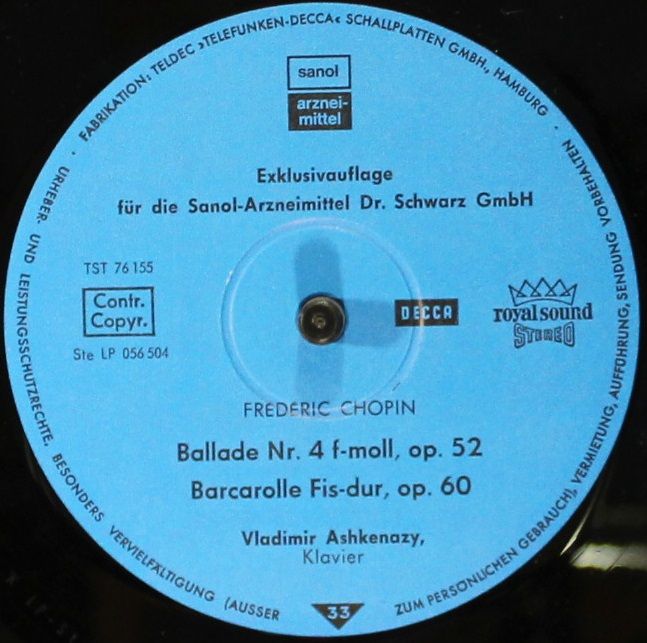 · FABRIKATION: TELDEC »TELEFUNKEN-DECCA« SCHALLPLATTEN GMBH., HAMBURG ·
URHEBER- UND LEISTUNGSSCHUTZRECHTE, BESONDERS VERVIELFÄLTIGUNG (AUSSER ZUM PERSÖNLICHEN GEBRAUCH), VERMIETUNG, AUFFÜHRUNG, SENDUNG VORBEHALTEN
sanol
arznei-
mittel
Exklusivauflage
für die Sanol-Arzneimittel Dr. Schwarz GmbH
TST 76 155
Contr.
Copyr.
Ste LP 056 504
DECCA
royal sound
STEREO
FRÉDÉRIC CHOPIN
Ballade Nr. 4 f-moll, op. 52
Barcarolle Fis-dur, op. 60
Vladimir Ashkenazy,
Klavier
33